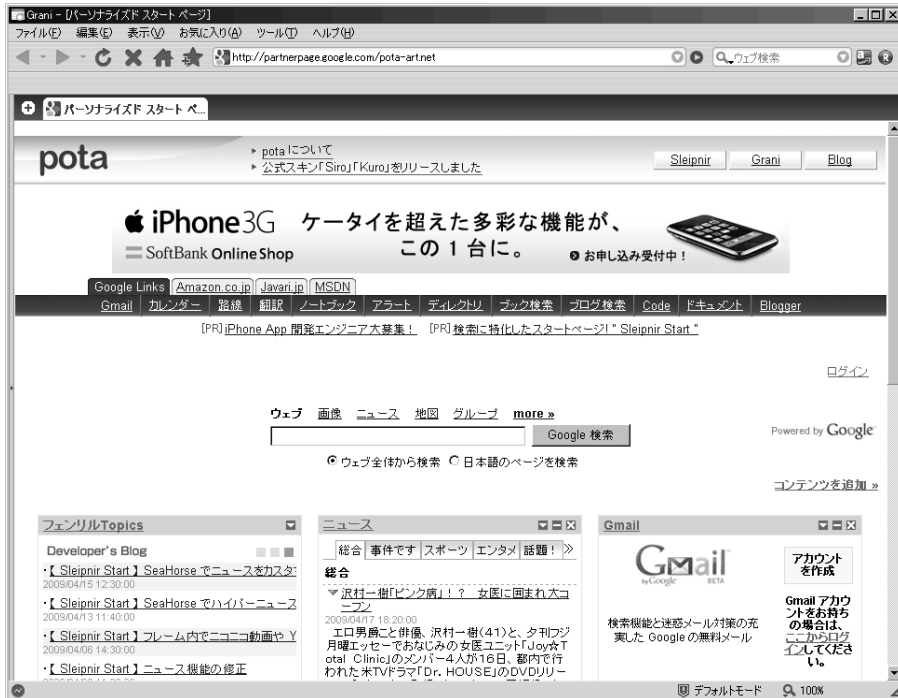 Grani - [パーソナライズド スタート ページ]
ファイル(F) 編集(E) 表示(V) お気に入り(A) ツール(T) ヘルプ(H)
http://partnerpage.google.com/pota-art.net
ウェブ検索
パーソナライズド スタート ペ...
pota
potaについて
公式スキン「Siro」「Kuro」をリリースしました
Sleipnir Grani Blog
iPhone 3G ケータイを超えた多彩な機能が、
この1台に。
SoftBank Online Shop お申し込み受付中！
Google Links Amazon.co.jp Javari.jp MSDN
Gmail カレンダー 路線 翻訳 ノートブック アラート ディレクトリ ブック検索 ブログ検索 Code ドキュメント Blogger
[PR] iPhone App 開発エンジニア大募集！ [PR] 検索に特化したスタートページ! " Sleipnir Start "
ログイン
ウェブ 画像 ニュース 地図 グループ more »
Google 検索
Powered by Google
ウェブ全体から検索 日本語のページを検索
コンテンツを追加 »
フェンリルTopics
Developer's Blog
・【 Sleipnir Start 】 SeaHorse でニュースをカスタ
2009/04/15 12:30:00
・【 Sleipnir Start 】 SeaHorse でハイパーニュース
2009/04/13 11:40:00
・【 Sleipnir Start 】 フレーム内でニコニコ動画や Y
2009/04/06 14:30:00
・【 Sleipnir Start 】 ニュース機能の修正
ニュース
総合 事件です スポーツ エンタメ 話題！ »
総合
沢村一樹「ピンク病」！？ 女医に囲まれ大コ
ーフン
2009/04/17 18:20:00
エロ男爵こと俳優、沢村一樹(41)と、夕刊フジ
月曜エッセーでおなじみの女医ユニット「Joy☆T
otal Clinic」のメンバー4人が16日、都内で行
われた米TVドラマ「Dr. HOUSE」のDVDリリー
Gmail
Gmail
by Google BETA
検索機能と迷惑メール対策の充
実した Google の無料メール
アカウント
を作成
Gmail アカウ
ントをお持ち
の場合は、
ここからログ
インしてくださ
い。
デフォルトモード 100%